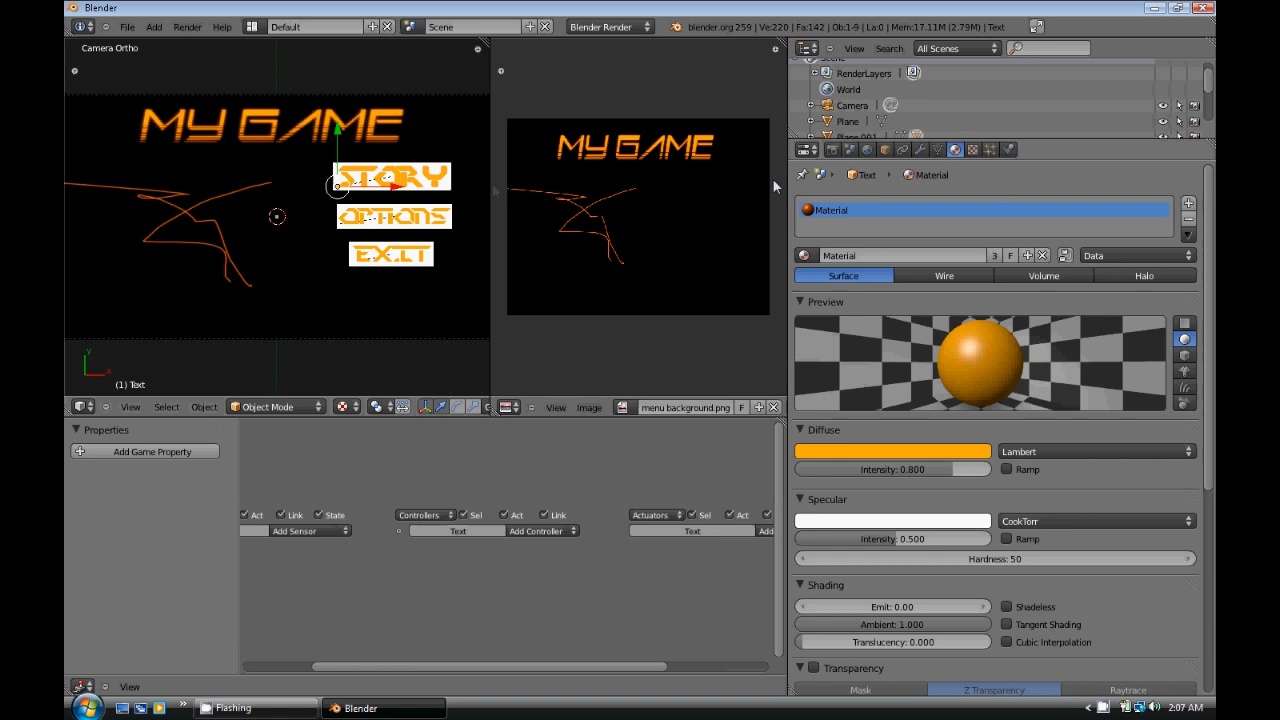 Blender
File Add Render Help Default Scene Blender Render blender.org 259 | Ve:220 | Fa:142 | Ob:1-9 | La:0 | Mem:17.11M (2.79M) | Text
Camera Ortho
View Search All Scenes
RenderLayers
World
Camera
Plane
Plane.001
MY GAME
STORY
OPTIONS
EXIT
y
x
(1) Text
MY GAME
View Select Object Object Mode
View Image menu background.png F
Text Material
Material
Material 3 F Data
Surface Wire Volume Halo
Preview
Diffuse
Lambert
Intensity: 0.800 Ramp
Specular
CookTorr
Intensity: 0.500 Ramp
Hardness: 50
Shading
Emit: 0.00 Shadeless
Ambient: 1.000 Tangent Shading
Translucency: 0.000 Cubic Interpolation
Transparency
Mask Z Transparency Raytrace
Properties
Add Game Property
Act Link State Controllers Sel Act Link Actuators Sel Act
Add Sensor Text Add Controller Text Ad
View
Flashing Blender 2:07 AM